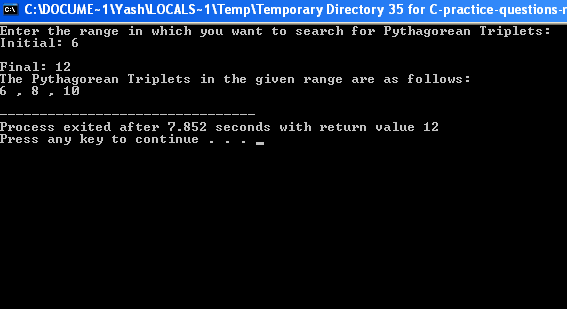 C:\DOCUME~1\Yash\LOCALS~1\Temp\Temporary Directory 35 for C-practice-questions-
Enter the range in which you want to search for Pythagorean Triplets:
Initial: 6
Final: 12
The Pythagorean Triplets in the given range are as follows:
6 , 8 , 10
--------------------------------
Process exited after 7.852 seconds with return value 12
Press any key to continue . . . _